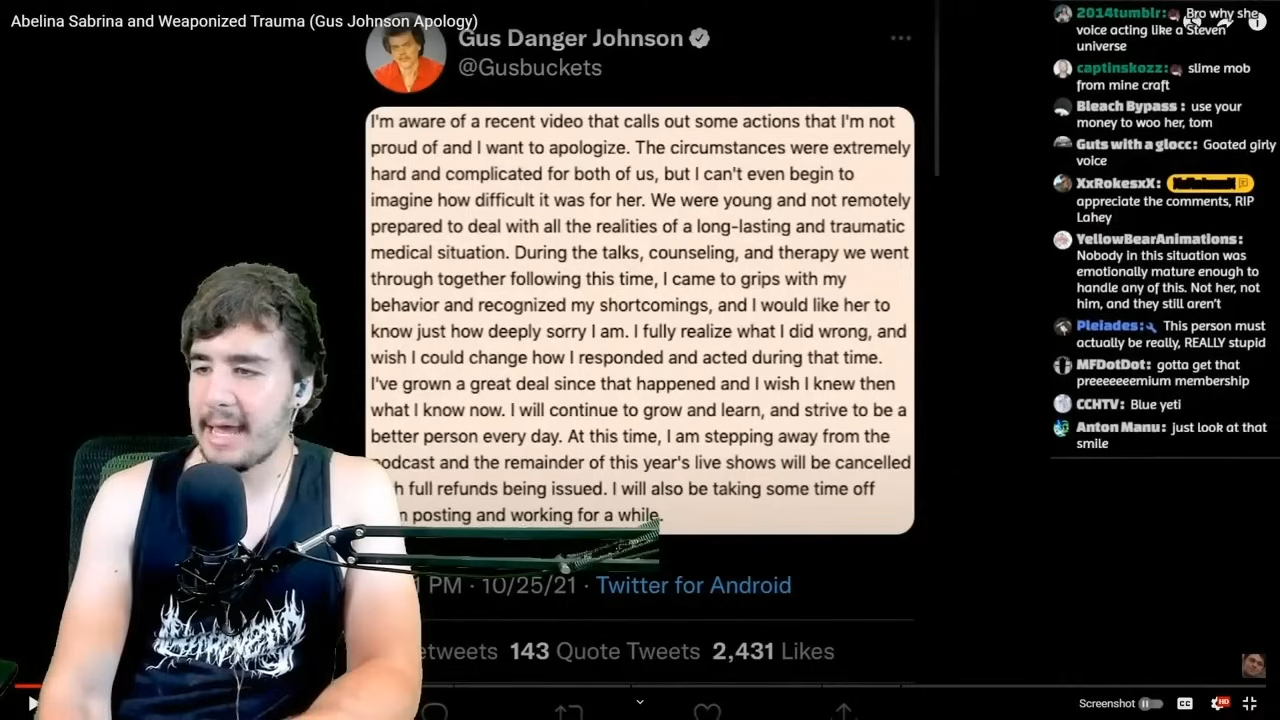 Abelina Sabrina and Weaponized Trauma (Gus Johnson Apology)
Gus Danger Johnson
@Gusbuckets
I'm aware of a recent video that calls out some actions that I'm not
proud of and I want to apologize. The circumstances were extremely
hard and complicated for both of us, but I can't even begin to
imagine how difficult it was for her. We were young and not remotely
prepared to deal with all the realities of a long-lasting and traumatic
medical situation. During the talks, counseling, and therapy we went
through together following this time, I came to grips with my
behavior and recognized my shortcomings, and I would like her to
know just how deeply sorry I am. I fully realize what I did wrong, and
wish I could change how I responded and acted during that time.
I've grown a great deal since that happened and I wish I knew then
what I know now. I will continue to grow and learn, and strive to be a
better person every day. At this time, I am stepping away from the
podcast and the remainder of this year's live shows will be cancelled
full refunds being issued. I will also be taking some time off
posting and working for a while.
PM · 10/25/21 · Twitter for Android
143 Quote Tweets 2,431 Likes
2014tumblr: Bro why she
voice acting like a Steven
universe
captinskozz: slime mob
from mine craft
Bleach Bypass : use your
money to woo her, tom
Guts with a glocc: Goated girly
voice
XxRokesxX:
appreciate the comments, RIP
Lahey
YellowBearAnimations:
Nobody in this situation was
emotionally mature enough to
handle any of this. Not her, not
him, and they still aren't
Pleiades: This person must
actually be really, REALLY stupid
MFDotDot: gotta get that
preeeeeeemium membership
CCHTV: Blue yeti
Anton Manu: just look at that
smile
Screenshot
CC
HD